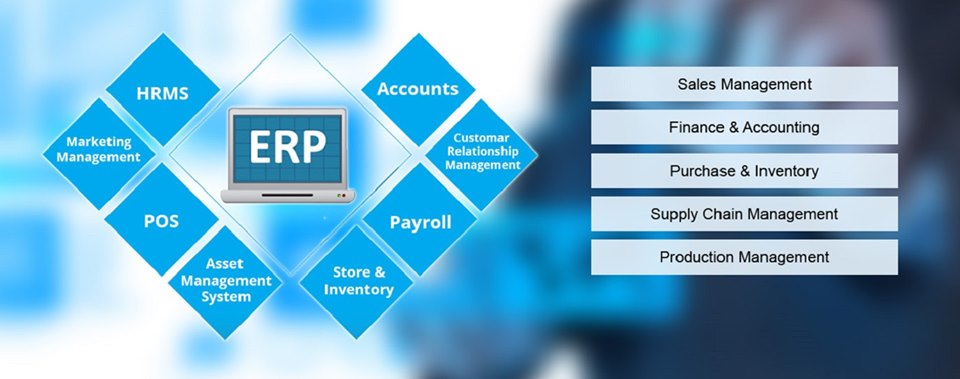 HRMS
Marketing
Management
POS
Asset
Management
System
ERP
Accounts
Customar
Relationship
Management
Payroll
Store &
Inventory
Sales Management
Finance & Accounting
Purchase & Inventory
Supply Chain Management
Production Management